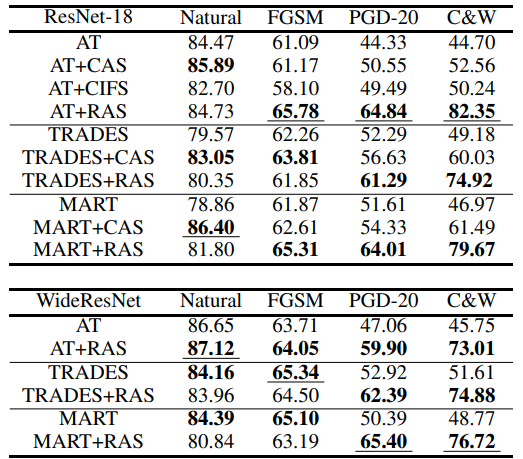 ResNet-18 Natural FGSM PGD-20 C&W
AT 84.47 61.09 44.33 44.70
AT+CAS 85.89 61.17 50.55 52.56
AT+CIFS 82.70 58.10 49.49 50.24
AT+RAS 84.73 65.78 64.84 82.35
TRADES 79.57 62.26 52.29 49.18
TRADES+CAS 83.05 63.81 56.63 60.03
TRADES+RAS 80.35 61.85 61.29 74.92
MART 78.86 61.87 51.61 46.97
MART+CAS 86.40 62.61 54.33 61.49
MART+RAS 81.80 65.31 64.01 79.67
WideResNet Natural FGSM PGD-20 C&W
AT 86.65 63.71 47.06 45.75
AT+RAS 87.12 64.05 59.90 73.01
TRADES 84.16 65.34 52.92 51.61
TRADES+RAS 83.96 64.50 62.39 74.88
MART 84.39 65.10 50.39 48.77
MART+RAS 80.84 63.19 65.40 76.72